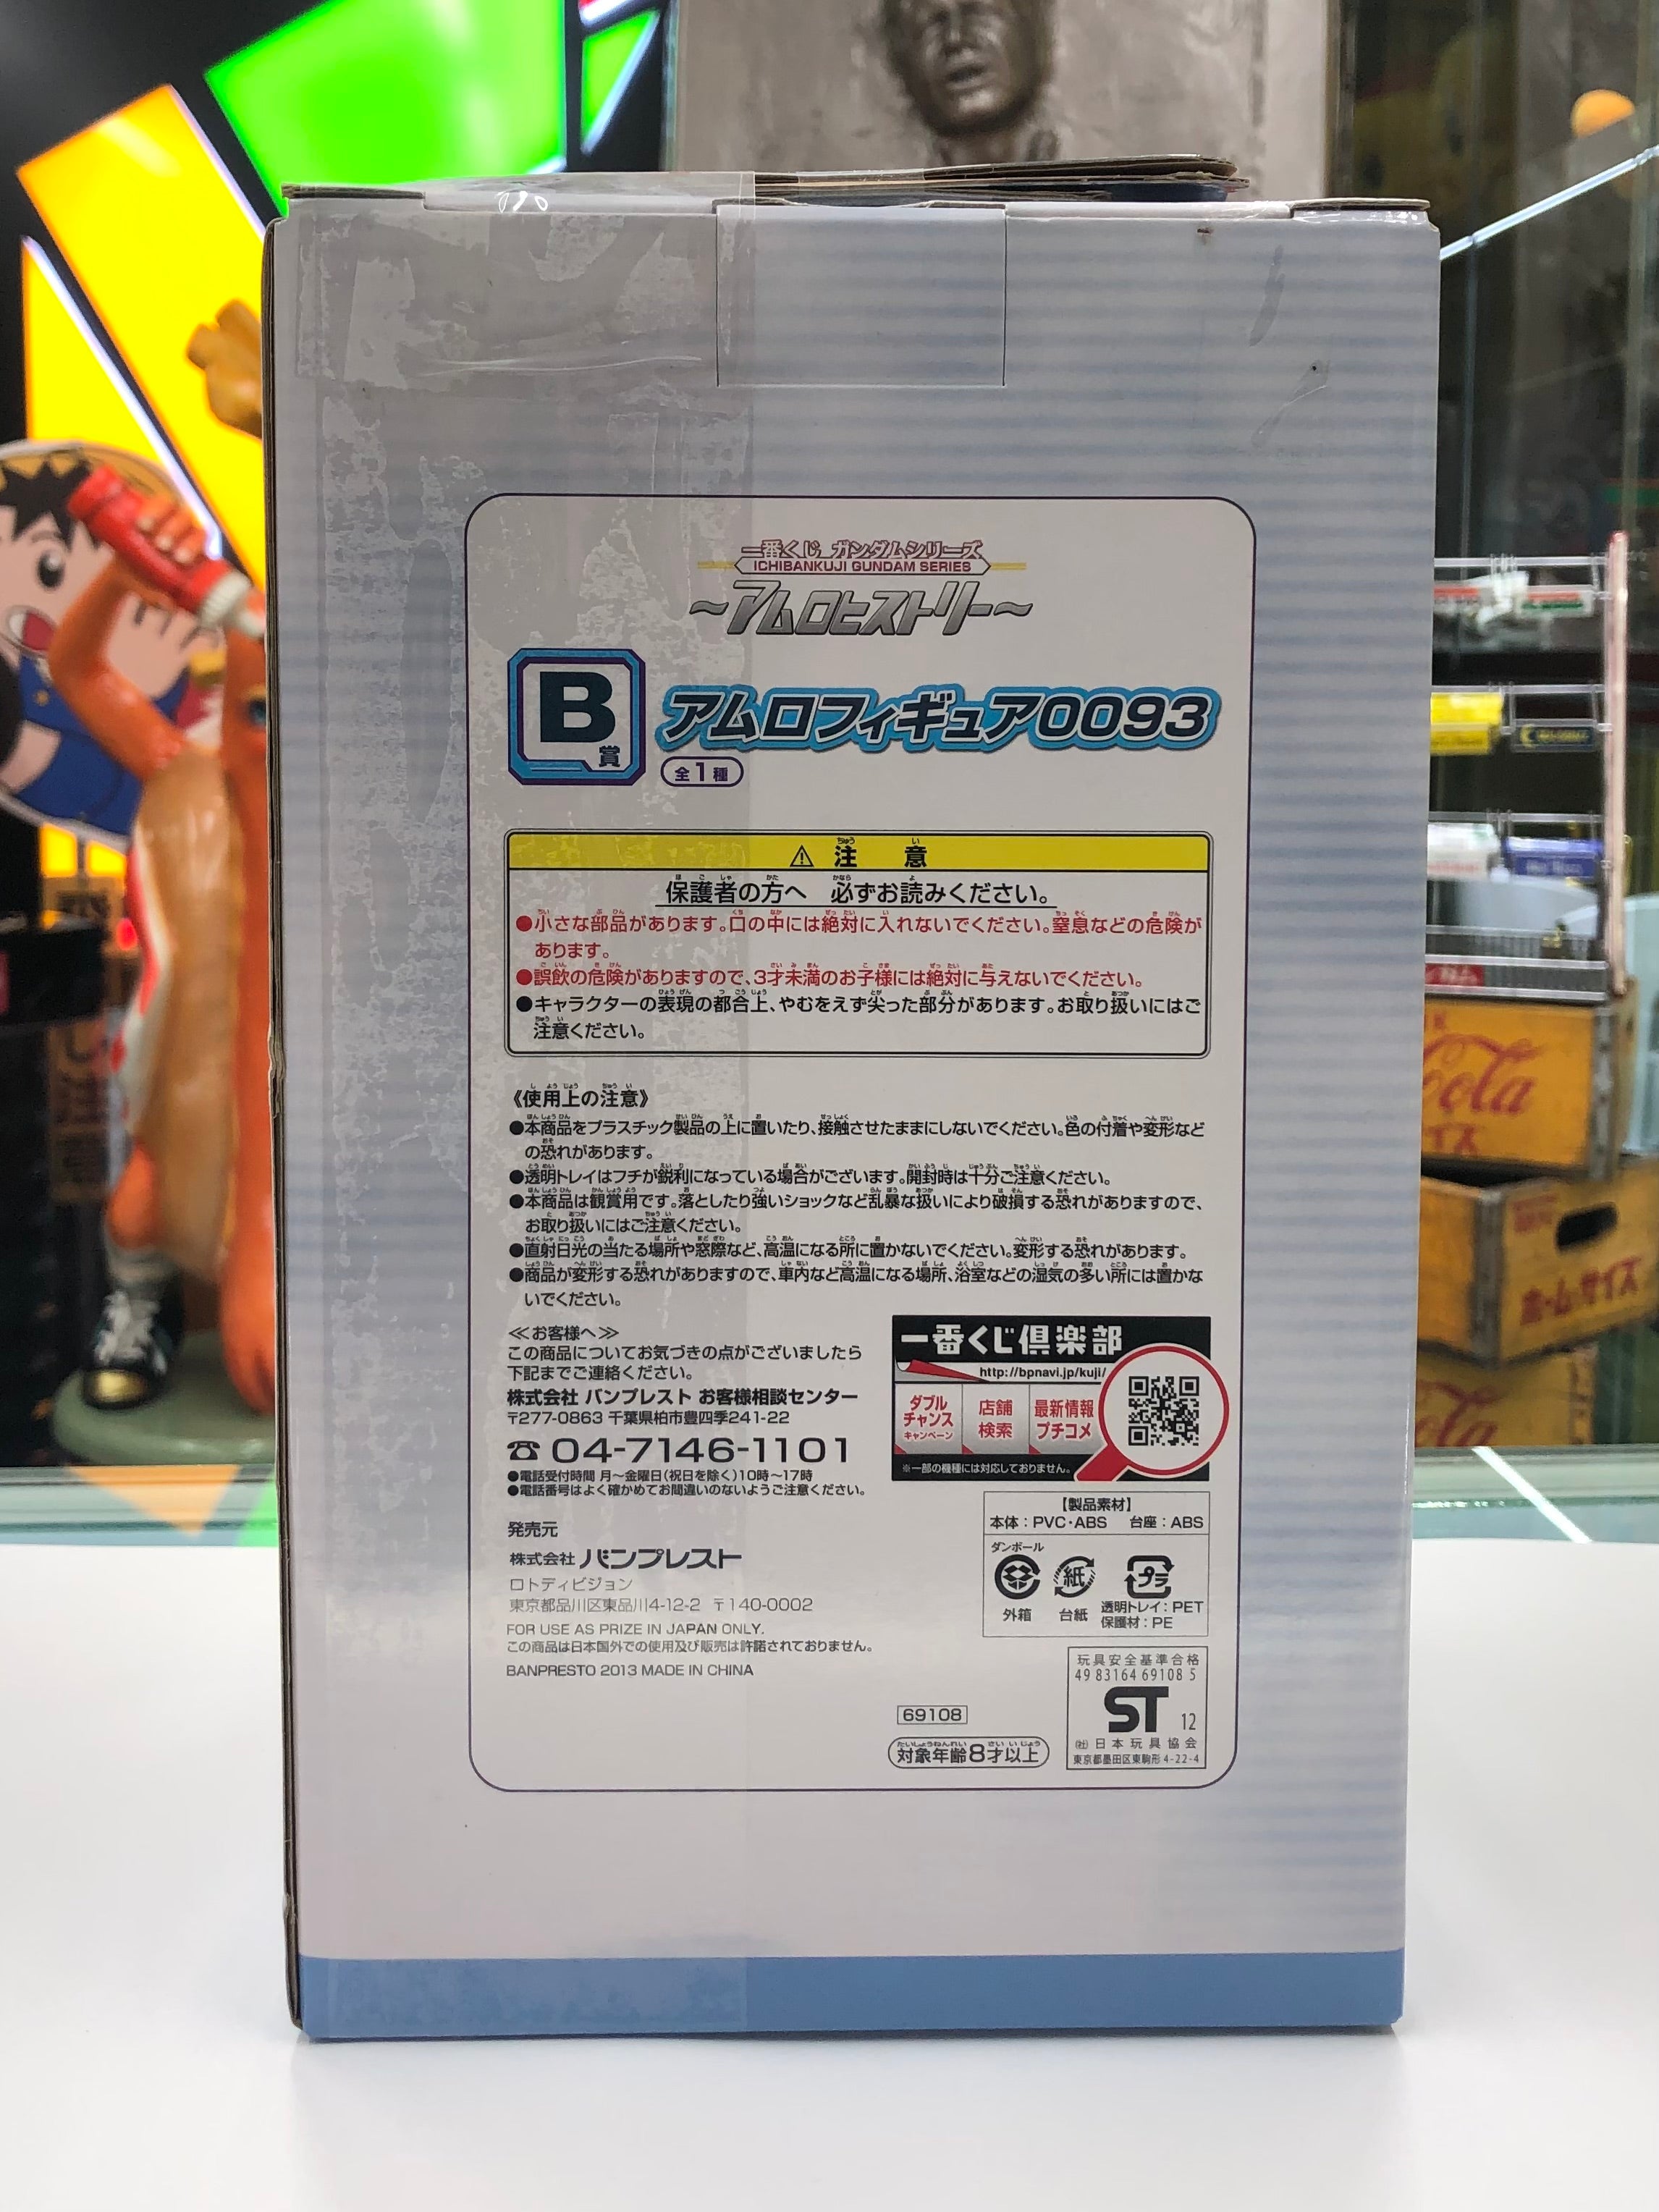 一番くじ ガンダムシリーズ
ICHIBANKUJI GUNDAM SERIES
～アムロヒストリー～
B賞
アムロフィギュア0093
全1種
⚠ 注意
保護者の方へ 必ずお読みください。
●小さな部品があります。口の中には絶対に入れないでください。窒息などの危険が
あります。
●誤飲の危険がありますので、3才未満のお子様には絶対に与えないでください。
●キャラクターの表現の都合上、やむをえず尖った部分があります。お取り扱いにはご
注意ください。
《使用上の注意》
●本商品をプラスチック製品の上に置いたり、接触させたままにしないでください。色の付着や変形など
の恐れがあります。
●透明トレイはフチが鋭利になっている場合がございます。開封時は十分ご注意ください。
●本商品は観賞用です。落としたり強いショックなど乱暴な扱いにより破損する恐れがありますので、
お取り扱いにはご注意ください。
●直射日光の当たる場所や窓際など、高温になる所に置かないでください。変形する恐れがあります。
●商品が変形する恐れがありますので、車内など高温になる場所、浴室などの湿気の多い所には置かな
いでください。
≪お客様へ≫
この商品についてお気づきの点がございましたら
下記までご連絡ください。
株式会社 バンプレスト お客様相談センター
〒277-0863 千葉県柏市豊四季241-22
☎ 04-7146-1101
●電話受付時間 月～金曜日(祝日を除く)10時～17時
●電話番号はよく確かめてお間違いのないようご注意ください。
一番くじ倶楽部
http://bpnavi.jp/kuji/
ダブル
チャンス
キャンペーン
店舗
検索
最新情報
プチコメ
※一部の機種には対応しておりません。
発売元
株式会社 バンプレスト
ロトディビジョン
東京都品川区東品川4-12-2 〒140-0002
FOR USE AS PRIZE IN JAPAN ONLY.
この商品は日本国外での使用及び販売は許諾されておりません。
BANPRESTO 2013 MADE IN CHINA
【製品素材】
本体：PVC・ABS 台座：ABS
ダンボール
外箱
紙
台紙
プラ
透明トレイ：PET
保護材：PE
69108
対象年齢8才以上
玩具安全基準合格
49 83164 69108 5
ST 12
(社)日本玩具協会
東京都墨田区東駒形4-22-4
Cola
ホーム・サイズ